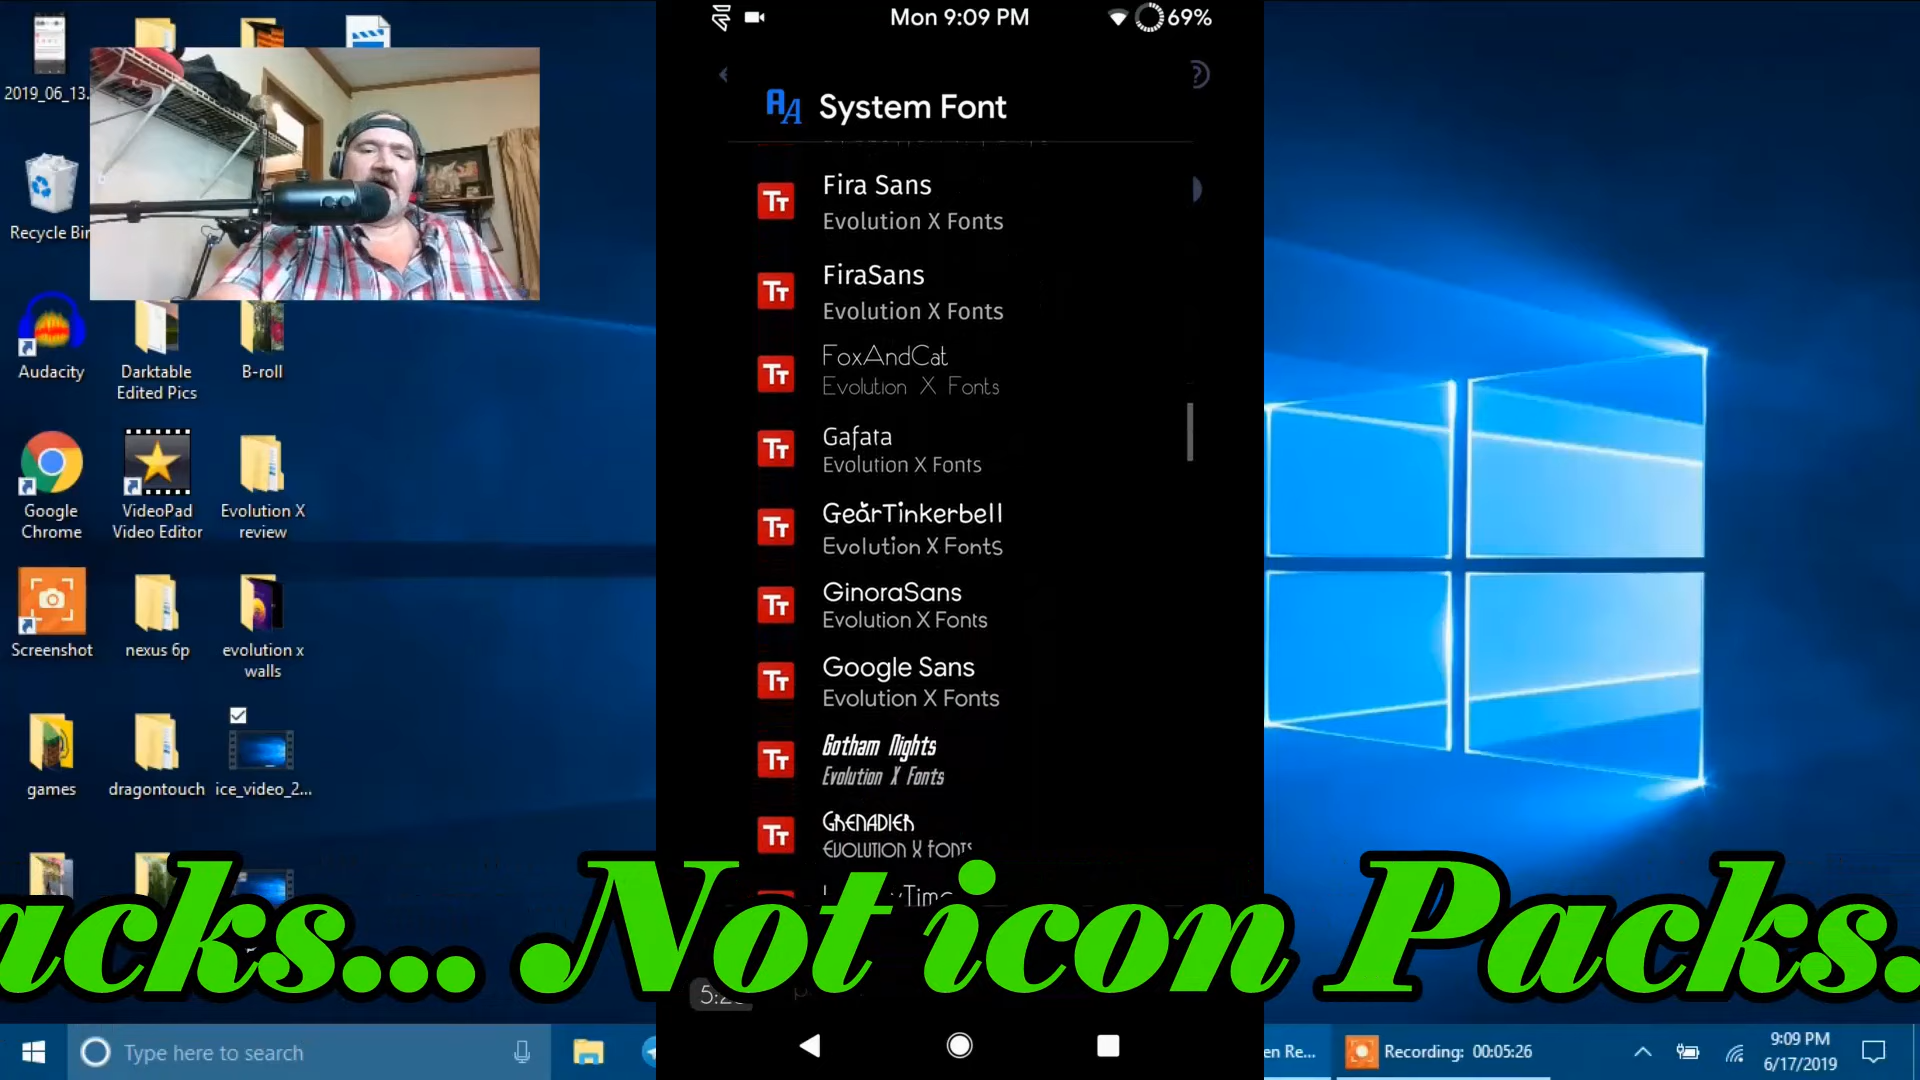 Mon 9:09 PM
69%
System Font
Fira Sans
Evolution X Fonts
FiraSans
Evolution X Fonts
FoxAndCat
Evolution X Fonts
Gafata
Evolution X Fonts
GearTinkerbell
Evolution X Fonts
GinoraSans
Evolution X Fonts
Google Sans
Evolution X Fonts
Gotham Nights
Evolution X Fonts
Grenadier
Evolution X Fonts
2019_06_13...
Recycle Bin
Audacity
Darktable
Edited Pics
B-roll
Google
Chrome
VideoPad
Video Editor
Evolution X
review
Screenshot
nexus 6p
evolution x
walls
games
dragontouch
ice_video_2...
acks... Not icon Packs.
Type here to search
en Re...
Recording: 00:05:26
9:09 PM
6/17/2019